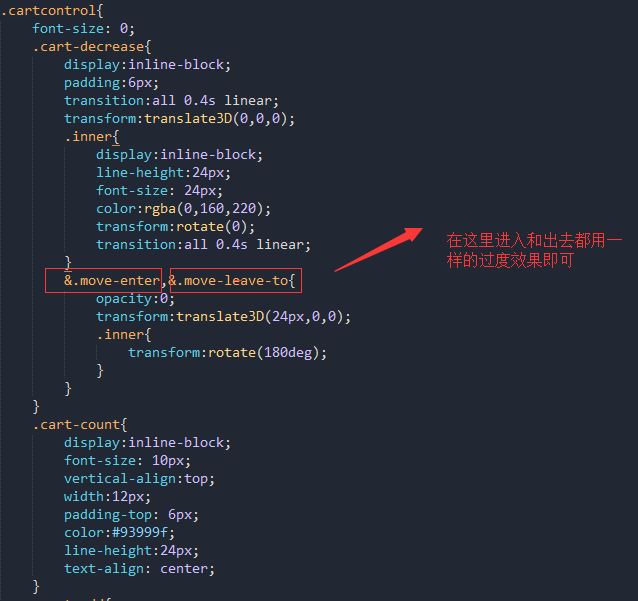 .cartcontrol{
font-size: 0;
.cart-decrease{
display:inline-block;
padding:6px;
transition:all 0.4s linear;
transform:translate3D(0,0,0);
.inner{
display:inline-block;
line-height:24px;
font-size: 24px;
color:rgba(0,160,220);
transform:rotate(0);
transition:all 0.4s linear;
}
&.move-enter,&.move-leave-to{
opacity:0;
transform:translate3D(24px,0,0);
.inner{
transform:rotate(180deg);
}
}
}
.cart-count{
display:inline-block;
font-size: 10px;
vertical-align:top;
width:12px;
padding-top: 6px;
color:#93999f;
line-height:24px;
text-align: center;
}
在这里进入和出去都用一
样的过度效果即可